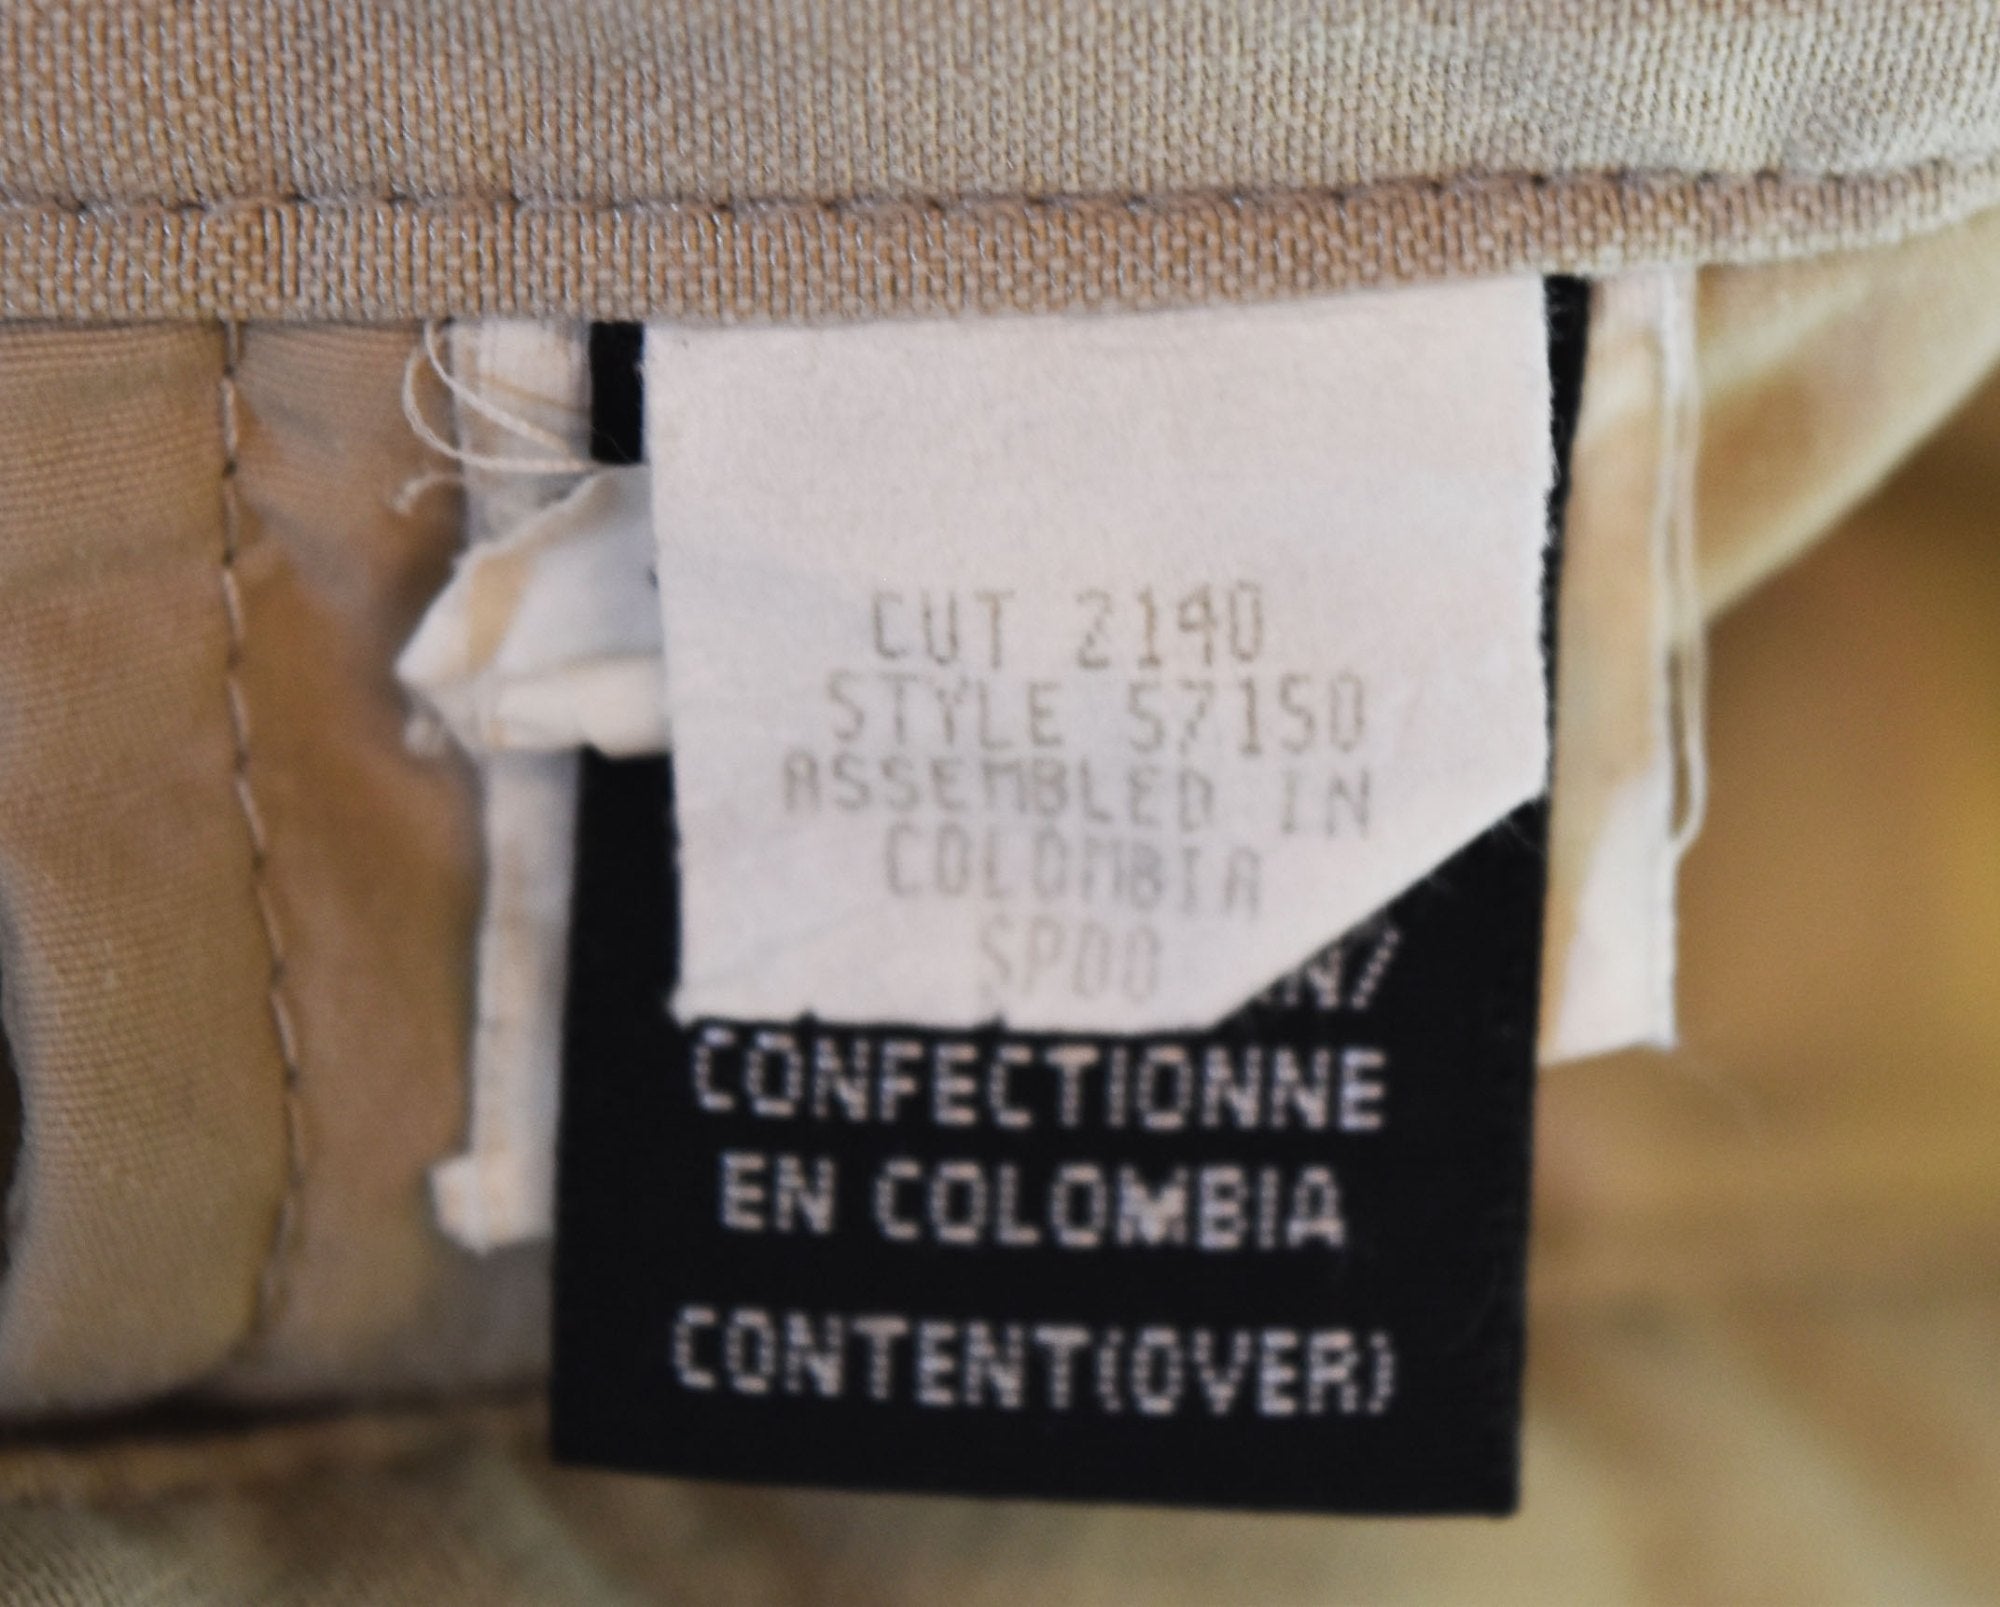 CUT 2140
STYLE 57150
ASSEMBLED IN
COLOMBIA
SP00
CONFECTIONNE
EN COLOMBIA
CONTENT(OVER)